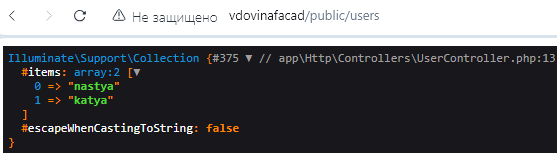 Не защищено vdovinafacad/public/users
Illuminate\Support\Collection {#375 ▼ // app\Http\Controllers\UserController.php:13
#items: array:2 [▼
0 => "nastya"
1 => "katya"
]
#escapeWhenCastingToString: false
}